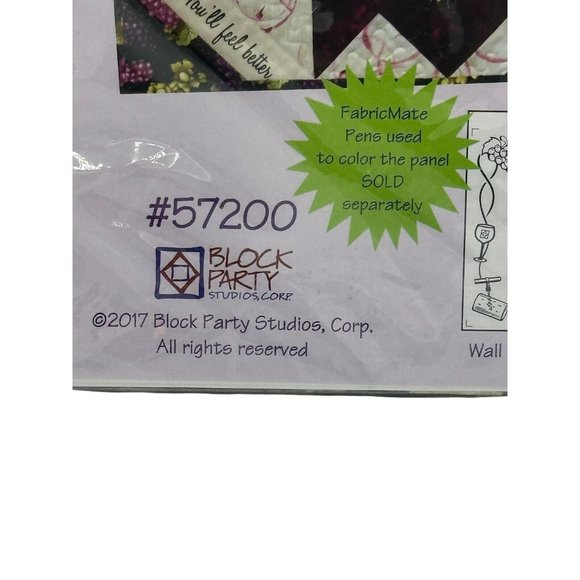 You'll feel better
FabricMate
Pens used
to color the panel
SOLD
separately
#57200
BLOCK
PARTY
STUDIOS, CORP.
©2017 Block Party Studios, Corp.
All rights reserved
Wall